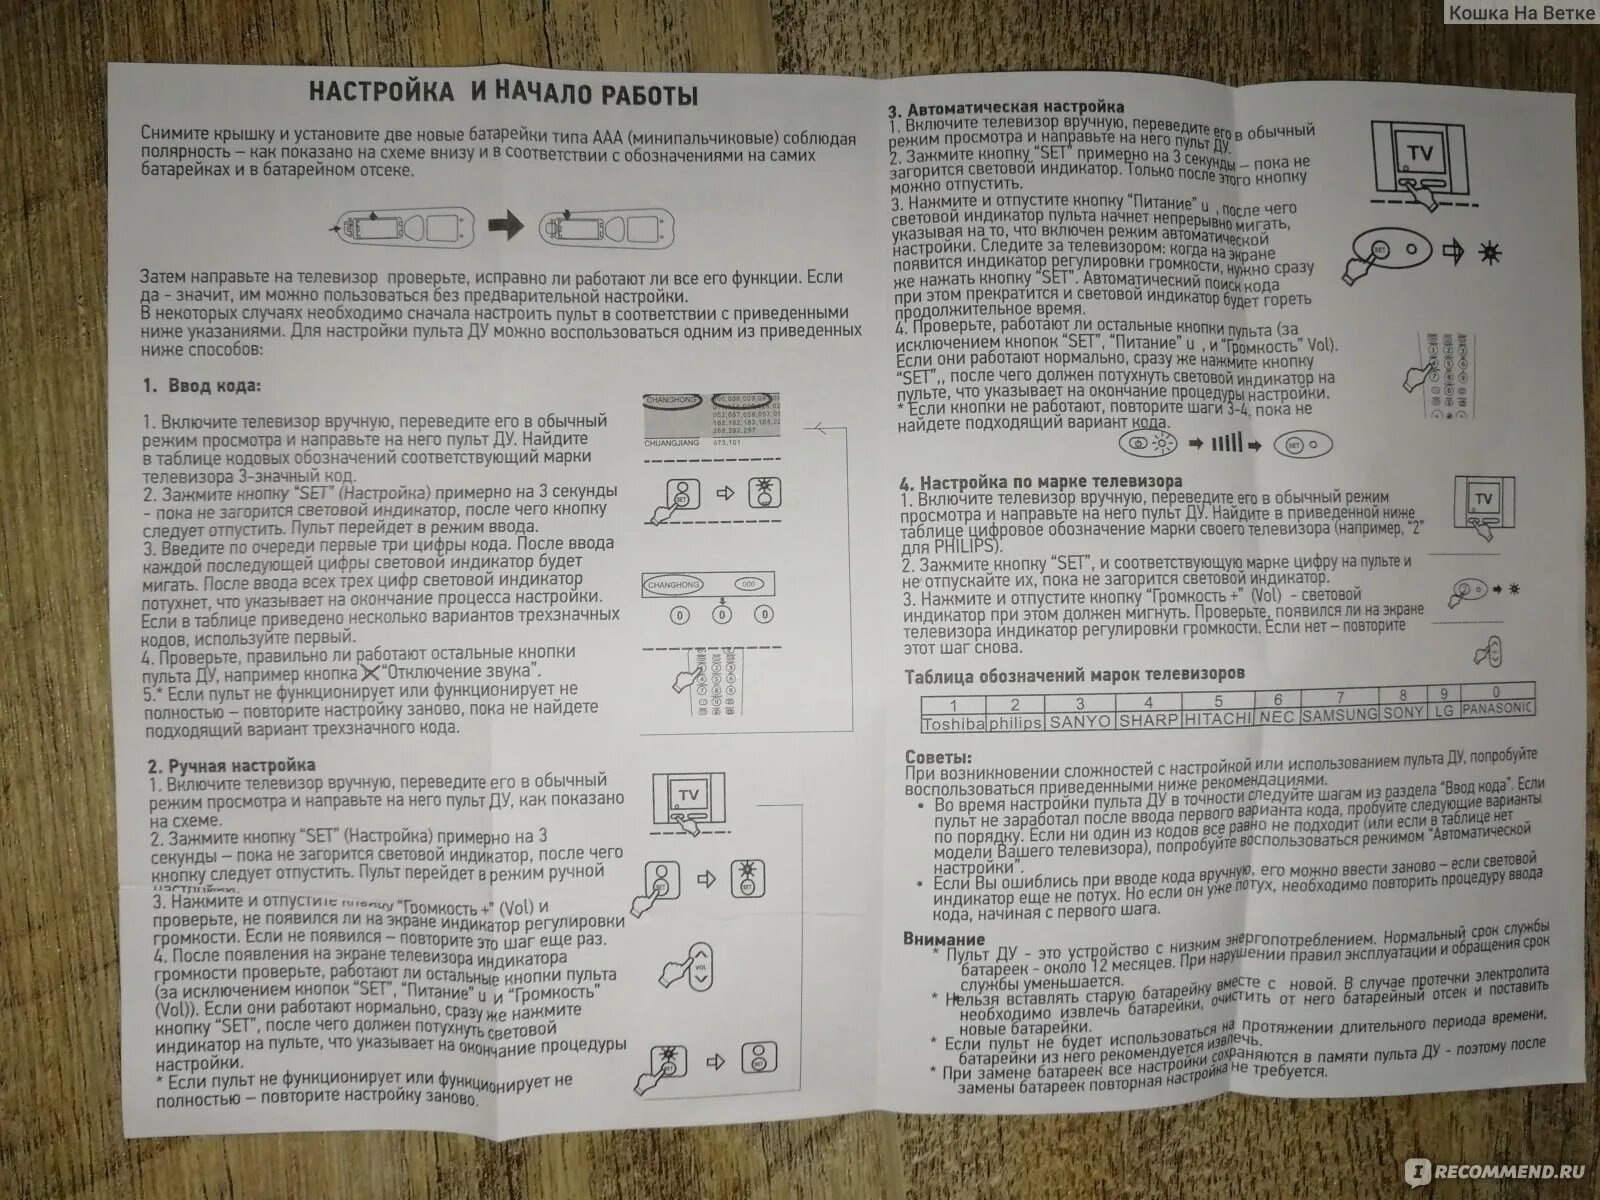 Кошка На Ветке
НАСТРОЙКА И НАЧАЛО РАБОТЫ
Снимите крышку и установите две новые батарейки типа ААА (минипальчиковые) соблюдая
полярность – как показано на схеме внизу и в соответствии с обозначениями на самих
батарейках и в батарейном отсеке.
Затем направьте на телевизор проверьте, исправно ли работают ли все его функции. Если
да - значит, им можно пользоваться без предварительной настройки.
В некоторых случаях необходимо сначала настроить пульт в соответствии с приведенными
ниже указаниями. Для настройки пульта ДУ можно воспользоваться одним из приведенных
ниже способов:
1. Ввод кода:
1. Включите телевизор вручную, переведите его в обычный
режим просмотра и направьте на него пульт ДУ. Найдите
в таблице кодовых обозначений соответствующий марки
телевизора 3-значный код.
2. Зажмите кнопку “SET” (Настройка) примерно на 3 секунды
- пока не загорится световой индикатор, после чего кнопку
следует отпустить. Пульт перейдет в режим ввода.
3. Введите по очереди первые три цифры кода. После ввода
каждой последующей цифры световой индикатор будет
мигать. После ввода всех трех цифр световой индикатор
потухнет, что указывает на окончание процесса настройки.
Если в таблице приведено несколько вариантов трехзначных
кодов, используйте первый.
4. Проверьте, правильно ли работают остальные кнопки
пульта ДУ, например кнопка “Отключение звука”.
5.* Если пульт не функционирует или функционирует не
полностью – повторите настройку заново, пока не найдете
подходящий вариант трехзначного кода.
CHANGHONG
CHUANGJIANG 073,101
SET
CHANGHONG 000
0 0 0
2. Ручная настройка
1. Включите телевизор вручную, переведите его в обычный
режим просмотра и направьте на него пульт ДУ, как показано
на схеме.
2. Зажмите кнопку “SET” (Настройка) примерно на 3
секунды – пока не загорится световой индикатор, после чего
кнопку следует отпустить. Пульт перейдет в режим ручной
настройки.
3. Нажмите и отпустите кнопку “Громкость +” (Vol) и
проверьте, не появился ли на экране индикатор регулировки
громкости. Если не появился – повторите это шаг еще раз.
4. После появления на экране телевизора индикатора
громкости проверьте, работают ли остальные кнопки пульта
(за исключением кнопок “SET”, “Питание” и и “Громкость”
(Vol)). Если они работают нормально, сразу же нажмите
кнопку “SET”, после чего должен потухнуть световой
индикатор на пульте, что указывает на окончание процедуры
настройки.
* Если пульт не функционирует или функционирует не
полностью – повторите настройку заново.
TV
SET
SET
VOL
SET
SET
3. Автоматическая настройка
1. Включите телевизор вручную, переведите его в обычный
режим просмотра и направьте на него пульт ДУ.
2. Зажмите кнопку “SET” примерно на 3 секунды – пока не
загорится световой индикатор. Только после этого кнопку
можно отпустить.
3. Нажмите и отпустите кнопку “Питание” и , после чего
световой индикатор пульта начнет непрерывно мигать,
указывая на то, что включен режим автоматической
настройки. Следите за телевизором: когда на экране
появится индикатор регулировки громкости, нужно сразу
же нажать кнопку “SET”. Автоматический поиск кода
при этом прекратится и световой индикатор будет гореть
продолжительное время.
4. Проверьте, работают ли остальные кнопки пульта (за
исключением кнопок “SET”, “Питание” и , и “Громкость” Vol).
Если они работают нормально, сразу же нажмите кнопку
“SET”,, после чего должен потухнуть световой индикатор на
пульте, что указывает на окончание процедуры настройки.
* Если кнопки не работают, повторите шаги 3-4, пока не
найдете подходящий вариант кода.
TV
SET
SET
4. Настройка по марке телевизора
1. Включите телевизор вручную, переведите его в обычный режим
просмотра и направьте на него пульт ДУ. Найдите в приведенной ниже
таблице цифровое обозначение марки своего телевизора (например, “2”
для PHILIPS).
2. Зажмите кнопку “SET”, и соответствующую марке цифру на пульте и
не отпускайте их, пока не загорится световой индикатор.
3. Нажмите и отпустите кнопку “Громкость +” (Vol) - световой
индикатор при этом должен мигнуть. Проверьте, появился ли на экране
телевизора индикатор регулировки громкости. Если нет – повторите
этот шаг снова.
TV
Таблица обозначений марок телевизоров
1 2 3 4 5 6 7 8 9 0
Toshiba philips SANYO SHARP HITACHI NEC SAMSUNG SONY LG PANASONIC
Советы:
При возникновении сложностей с настройкой или использованием пульта ДУ, попробуйте
воспользоваться приведенными ниже рекомендациями.
• Во время настройки пульта ДУ в точности следуйте шагам из раздела “Ввод кода”. Если
пульт не заработал после ввода первого варианта кода, пробуйте следующие варианты
по порядку. Если ни один из кодов все равно не подходит (или если в таблице нет
модели Вашего телевизора), попробуйте воспользоваться режимом “Автоматической
настройки”.
• Если Вы ошиблись при вводе кода вручную, его можно ввести заново – если световой
индикатор еще не потух. Но если он уже потух, необходимо повторить процедуру ввода
кода, начиная с первого шага.
Внимание
* Пульт ДУ - это устройство с низким энергопотреблением. Нормальный срок службы
батареек - около 12 месяцев. При нарушении правил эксплуатации и обращения срок
службы уменьшается.
* Нельзя вставлять старую батарейку вместе с новой. В случае протечки электролита
необходимо извлечь батарейки, очистить от него батарейный отсек и поставить
новые батарейки.
* Если пульт не будет использоваться на протяжении длительного периода времени,
батарейки из него рекомендуется извлечь.
* При замене батареек все настройки сохраняются в памяти пульта ДУ - поэтому после
замены батареек повторная настройка не требуется.
IRECOMMEND.RU